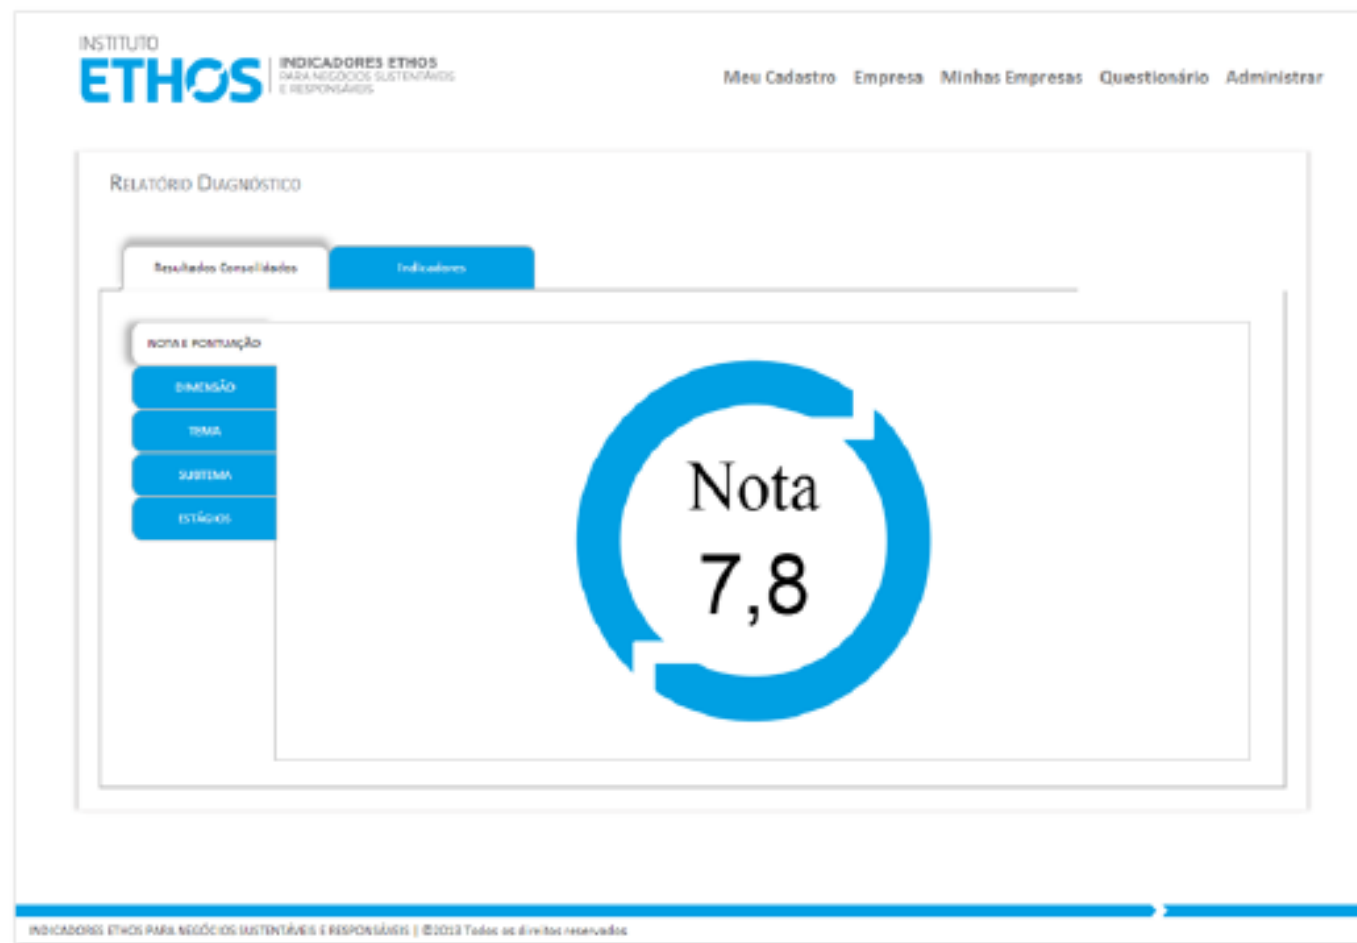 INSTITUTO
ETHOS
INDICADORES ETHOS
PARA NEGÓCIOS SUSTENTÁVEIS
E RESPONSÁVEIS
Meu Cadastro Empresa Minhas Empresas Questionário Administrar
RELATÓRIO DIAGNÓSTICO
Resultados Consolidados Indicadores
NOTA E PONTUAÇÃO
DIMENSÃO
TEMA
SUBTEMA
ESTÁGIOS
Nota
7,8
INDICADORES ETHOS PARA NEGÓCIOS SUSTENTÁVEIS E RESPONSÁVEIS | ©2013 Todos os direitos reservados